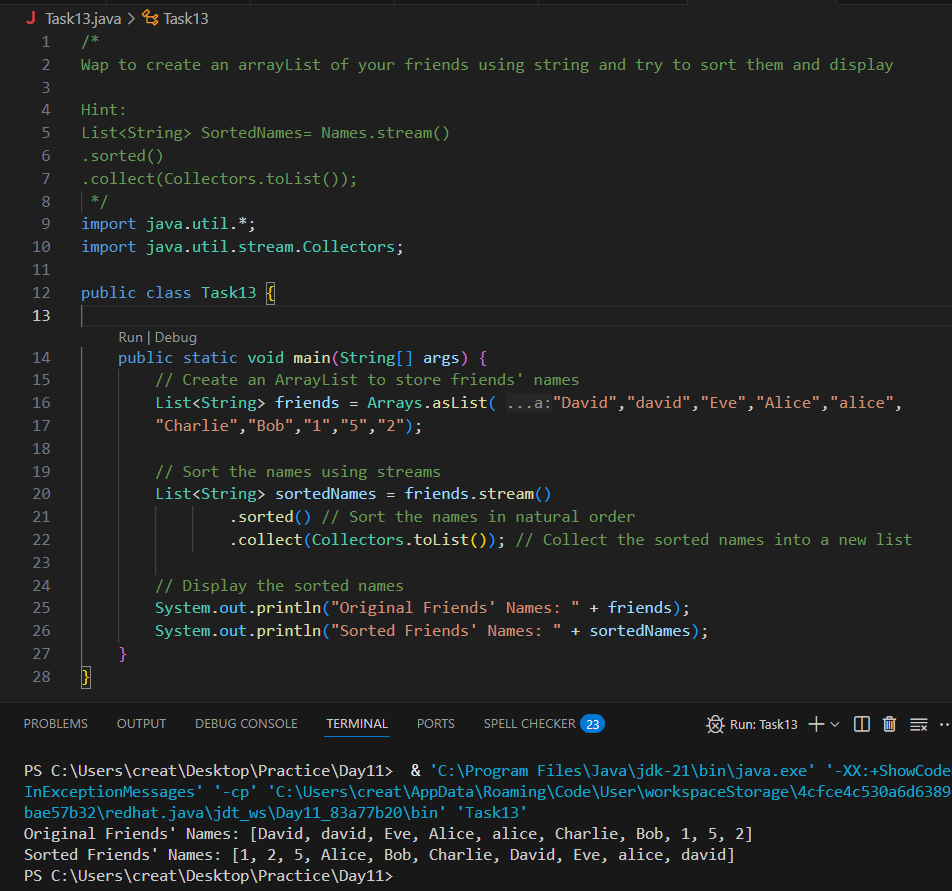 J Task13.java > Task13
1 /*
2 Wap to create an arrayList of your friends using string and try to sort them and display
3
4 Hint:
5 List<String> SortedNames= Names.stream()
6 .sorted()
7 .collect(Collectors.toList());
8 */
9 import java.util.*;
10 import java.util.stream.Collectors;
11
12 public class Task13 {
13
Run | Debug
14 public static void main(String[] args) {
15 // Create an ArrayList to store friends' names
16 List<String> friends = Arrays.asList( ...a:"David","david","Eve","Alice","alice",
17 "Charlie","Bob","1","5","2");
18
19 // Sort the names using streams
20 List<String> sortedNames = friends.stream()
21 .sorted() // Sort the names in natural order
22 .collect(Collectors.toList()); // Collect the sorted names into a new list
23
24 // Display the sorted names
25 System.out.println("Original Friends' Names: " + friends);
26 System.out.println("Sorted Friends' Names: " + sortedNames);
27 }
28 }
PROBLEMS OUTPUT DEBUG CONSOLE TERMINAL PORTS SPELL CHECKER 23 Run: Task13
PS C:\Users\creat\Desktop\Practice\Day11> & 'C:\Program Files\Java\jdk-21\bin\java.exe' '-XX:+ShowCode
InExceptionMessages' '-cp' 'C:\Users\creat\AppData\Roaming\Code\User\workspaceStorage\4cfce4c530a6d6389
bae57b32\redhat.java\jdt_ws\Day11_83a77b20\bin' 'Task13'
Original Friends' Names: [David, david, Eve, Alice, alice, Charlie, Bob, 1, 5, 2]
Sorted Friends' Names: [1, 2, 5, Alice, Bob, Charlie, David, Eve, alice, david]
PS C:\Users\creat\Desktop\Practice\Day11>